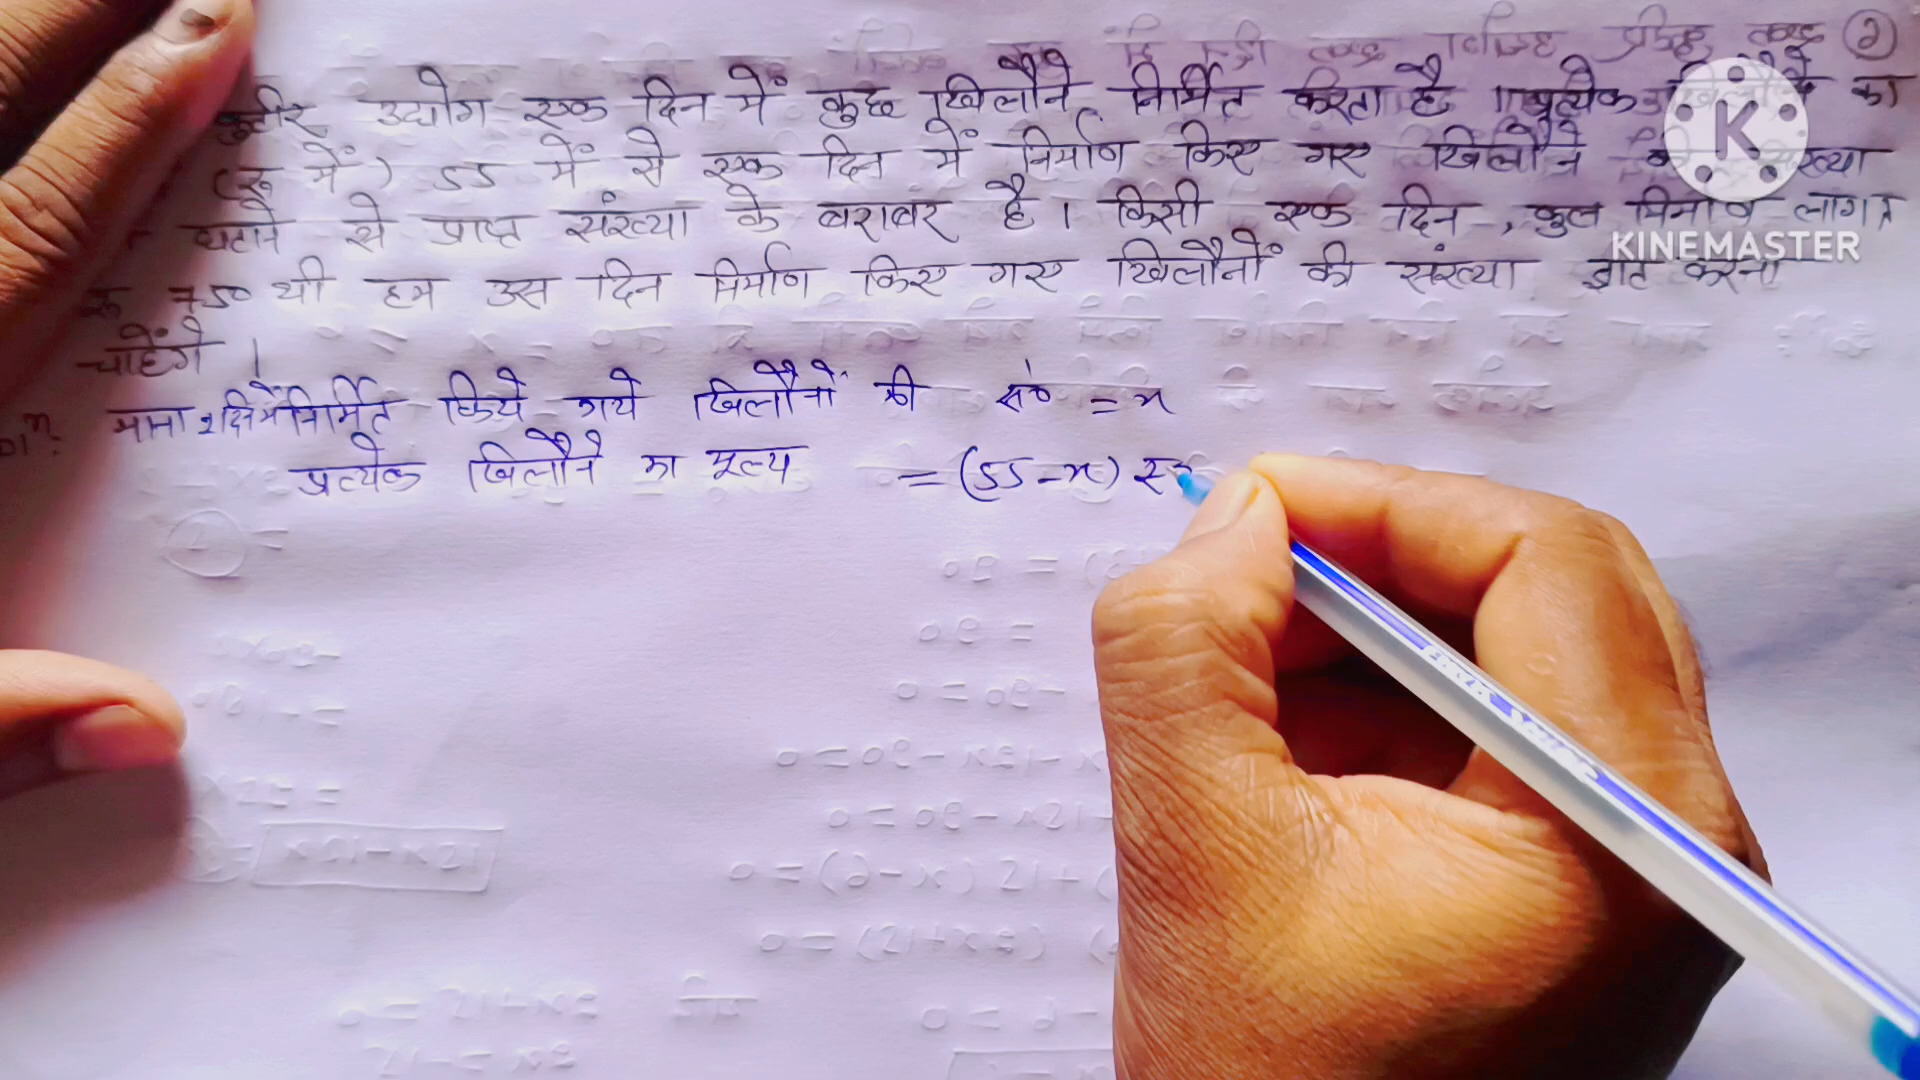 कुटीर उद्योग एक दिन में कुछ खिलौने निर्मित करता है । प्रत्येक का
(रू में) 55 में से एक दिन में निर्माण किए गए खिलौने
घटाने से प्राप्त संख्या के बराबर है । किसी एक दिन , कुल निर्माण लागत
रू 750 थी हम उस दिन निर्माण किए गए खिलौनों की संख्या ज्ञात करना
चाहेंगे ।
माना निर्मित किये गये खिलौनों की सं० = x
प्रत्येक खिलौने का मूल्य = (55-x) रू
K
KINEMASTER